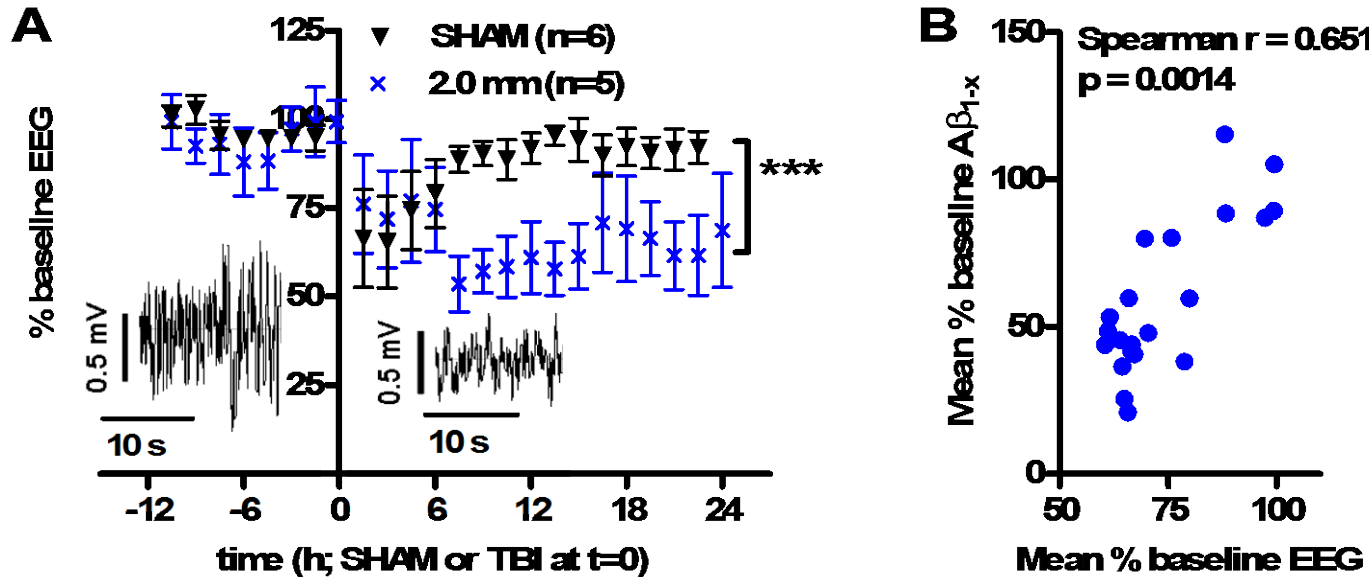 A
125
100
75
50
25
% baseline EEG
SHAM (n=6)
2.0 mm (n=5)
***
0.5 mV
10 s
0.5 mV
10 s
-12 -6 0 6 12 18 24
time (h; SHAM or TBI at t=0)
B
150
100
50
0
Mean % baseline Aβ1-x
Spearman r = 0.651
p = 0.0014
50 75 100
Mean % baseline EEG